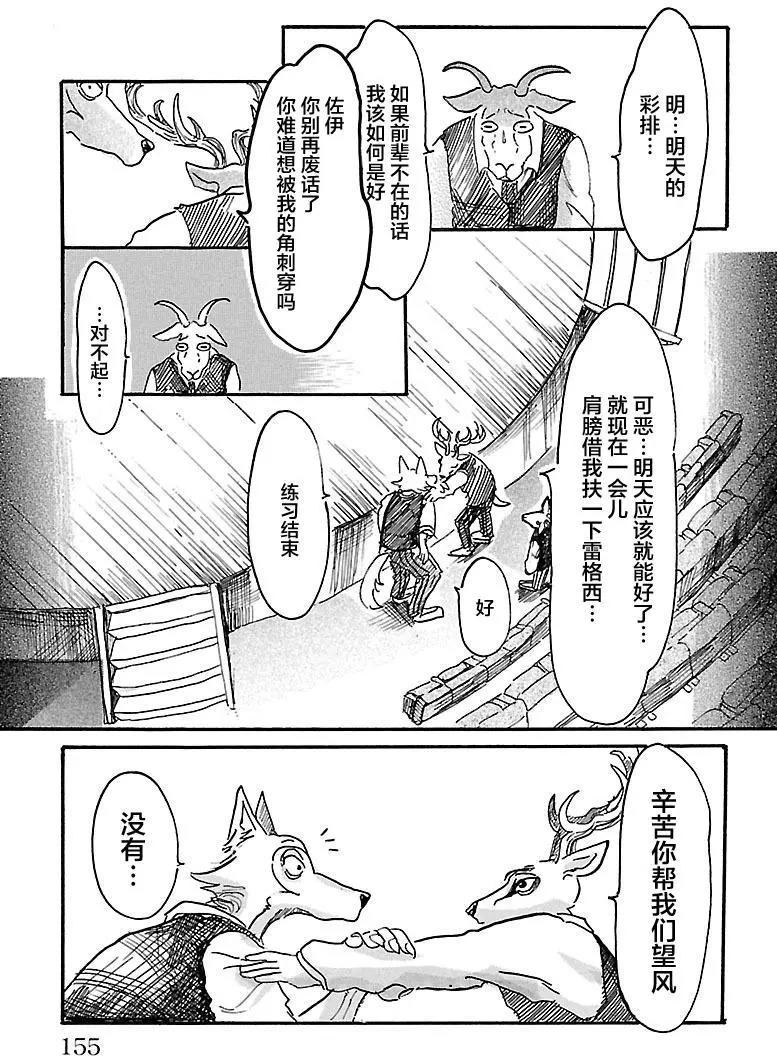 明…明天的
彩排…
如果前辈不在的话
我该如何是好
佐伊
你别再废话了
你难道想被我的角刺穿吗
…对不起…
可恶…明天应该就能好了…
就现在一会儿
肩膀借我扶一下雷格西…
好
练习结束
辛苦你帮我们望风
没有…
155